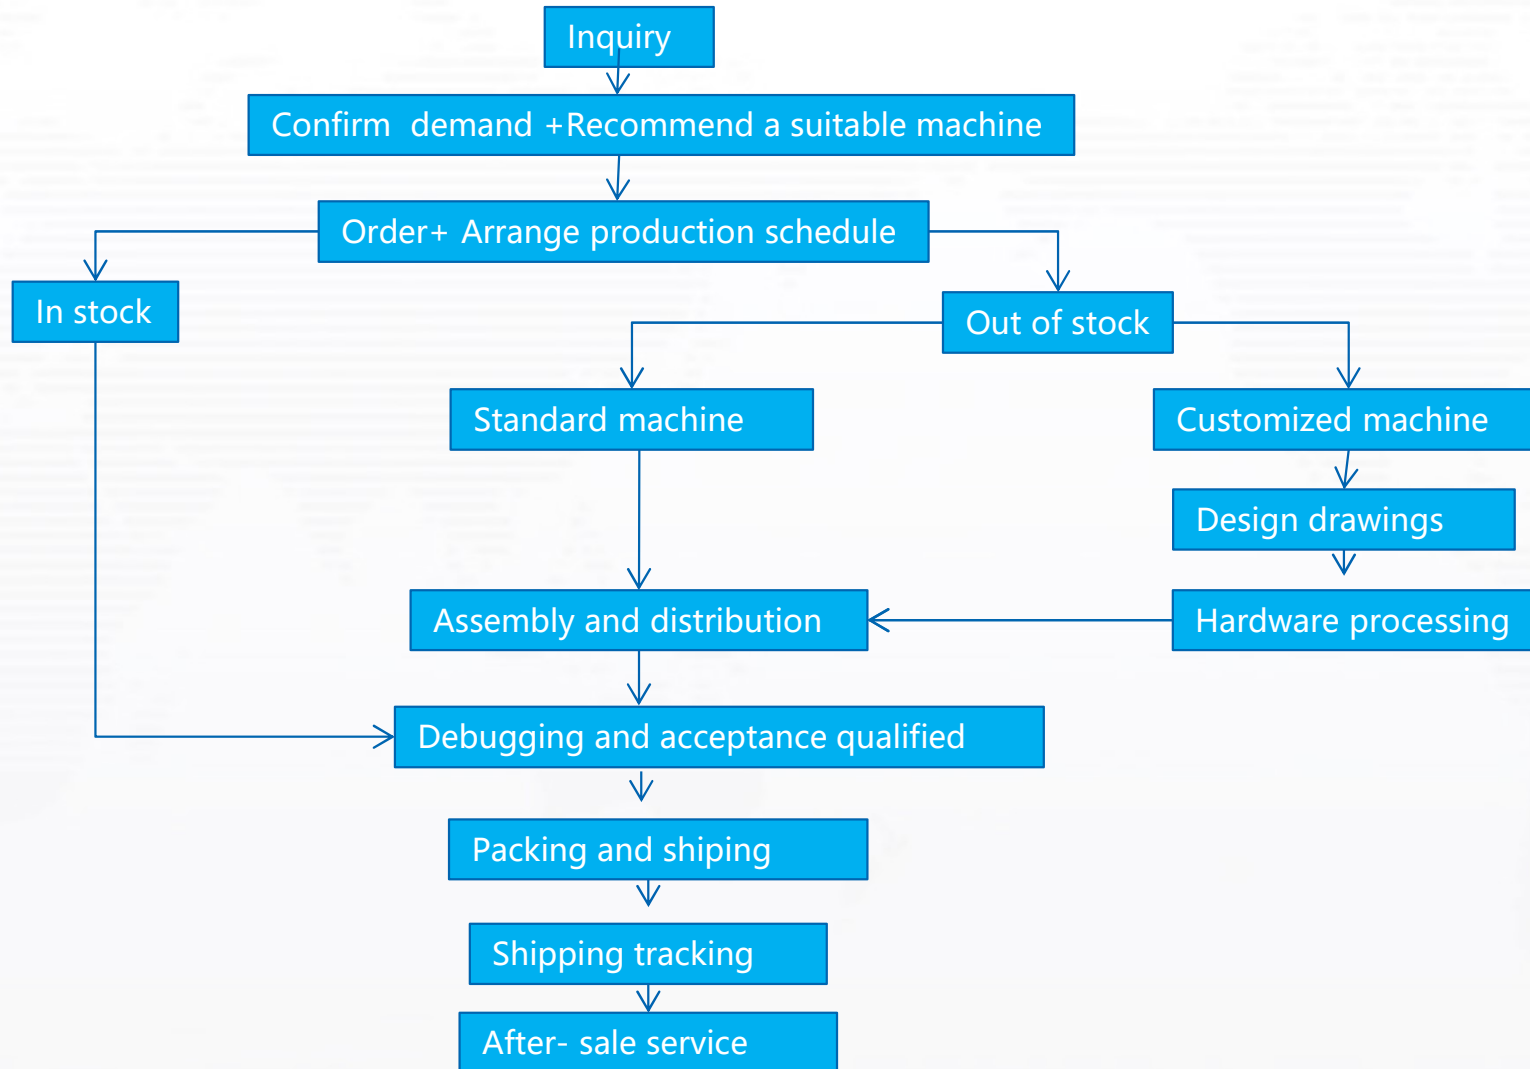 Inquiry
Confirm  demand +Recommend a suitable machine
Order+ Arrange production schedule
In stock
Out of stock
Standard machine
Customized machine
Design drawings
Assembly and distribution
Hardware processing
Debugging and acceptance qualified
Packing and shiping
Shipping tracking
After- sale service